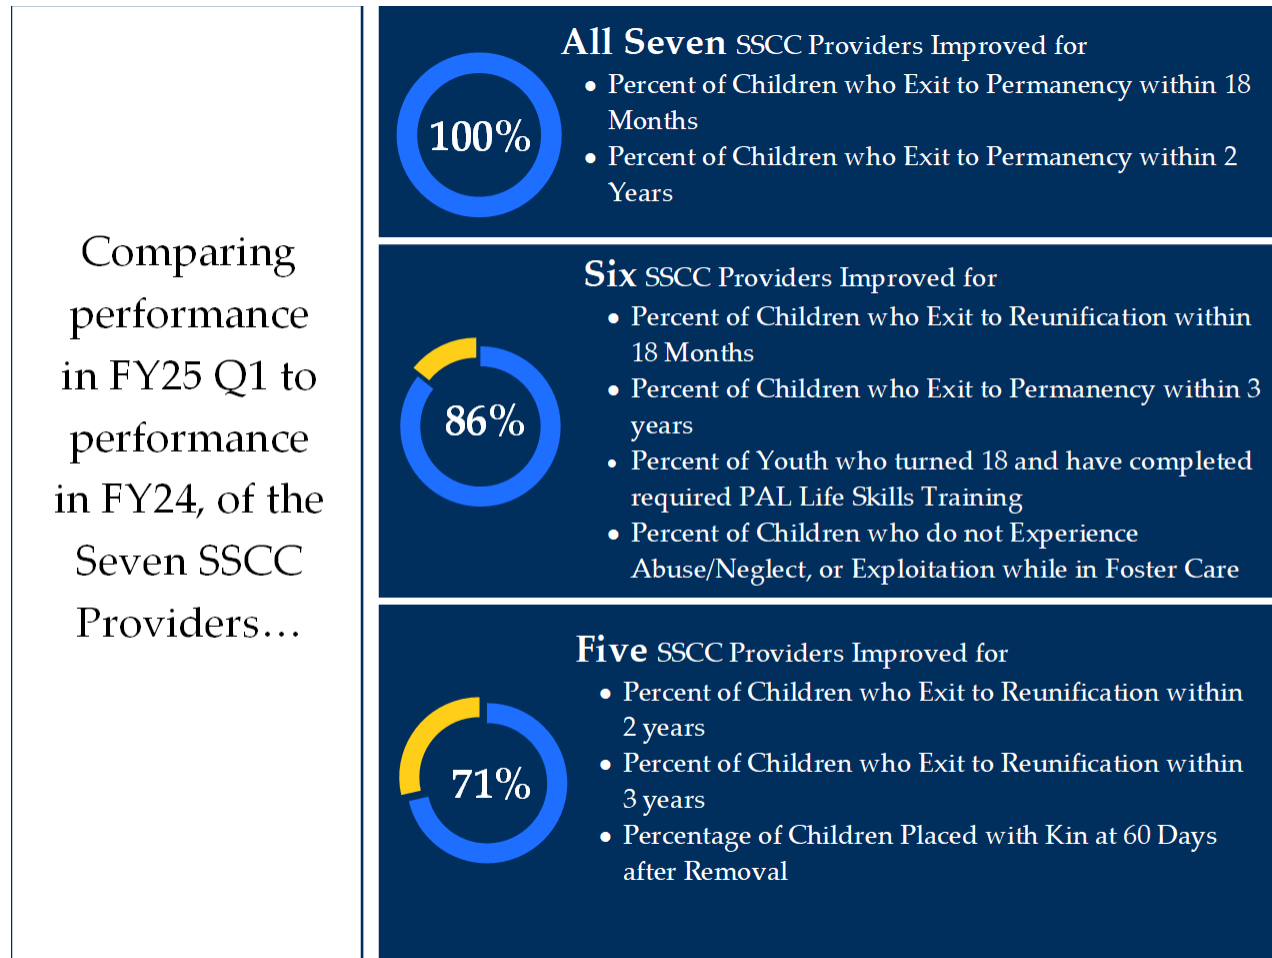 Comparing
performance
in FY25 Q1 to
performance
in FY24, of the
Seven SSCC
Providers…
100%
All Seven SSCC Providers Improved for
• Percent of Children who Exit to Permanency within 18
Months
• Percent of Children who Exit to Permanency within 2
Years
86%
Six SSCC Providers Improved for
• Percent of Children who Exit to Reunification within
18 Months
• Percent of Children who Exit to Permanency within 3
years
• Percent of Youth who turned 18 and have completed
required PAL Life Skills Training
• Percent of Children who do not Experience
Abuse/Neglect, or Exploitation while in Foster Care
71%
Five SSCC Providers Improved for
• Percent of Children who Exit to Reunification within
2 years
• Percent of Children who Exit to Reunification within
3 years
• Percentage of Children Placed with Kin at 60 Days
after Removal